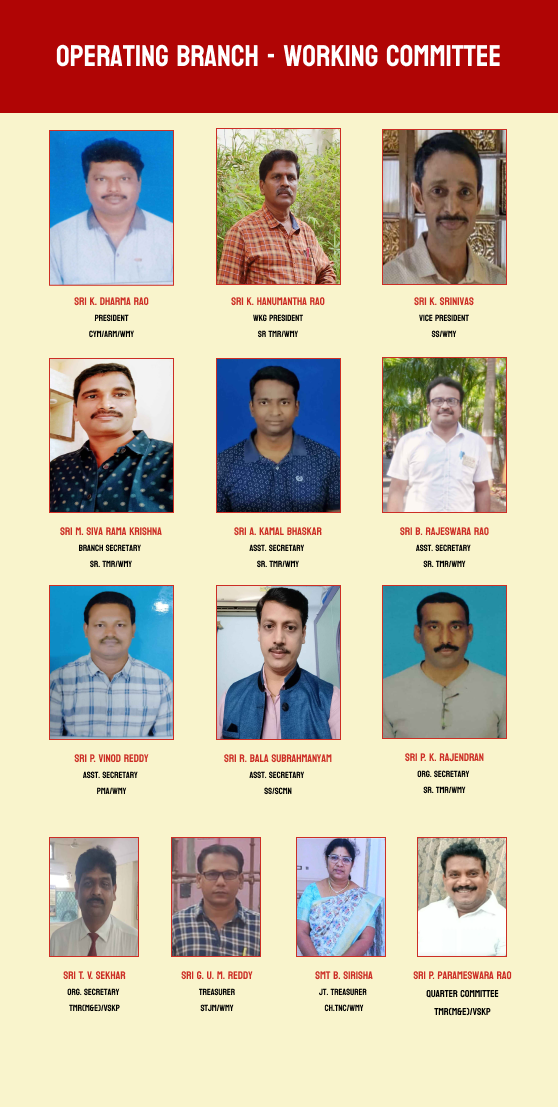 OPERATING BRANCH - WORKING COMMITTEE
SRI K. DHARMA RAO
PRESIDENT
CYM/ARM/WMY
SRI K. HANUMANTHA RAO
WKG PRESIDENT
SR TMR/WMY
SRI K. SRINIVAS
VICE PRESIDENT
SS/WMY
SRI M. SIVA RAMA KRISHNA
BRANCH SECRETARY
SR. TMR/WMY
SRI A. KAMAL BHASKAR
ASST. SECRETARY
SR. TMR/WMY
SRI B. RAJESWARA RAO
ASST. SECRETARY
SR. TMR/WMY
SRI P. VINOD REDDY
ASST. SECRETARY
PMA/WMY
SRI R. BALA SUBRAHMANYAM
ASST. SECRETARY
SS/SCMN
SRI P. K. RAJENDRAN
ORG. SECRETARY
SR. TMR/WMY
SRI T. V. SEKHAR
ORG. SECRETARY
TMR(M&E)/VSKP
SRI G. U. M. REDDY
TREASURER
STJM/WMY
SMT B. SIRISHA
JT. TREASURER
CH.TNC/WMY
SRI P. PARAMESWARA RAO
QUARTER COMMITTEE
TMR(M&E)/VSKP